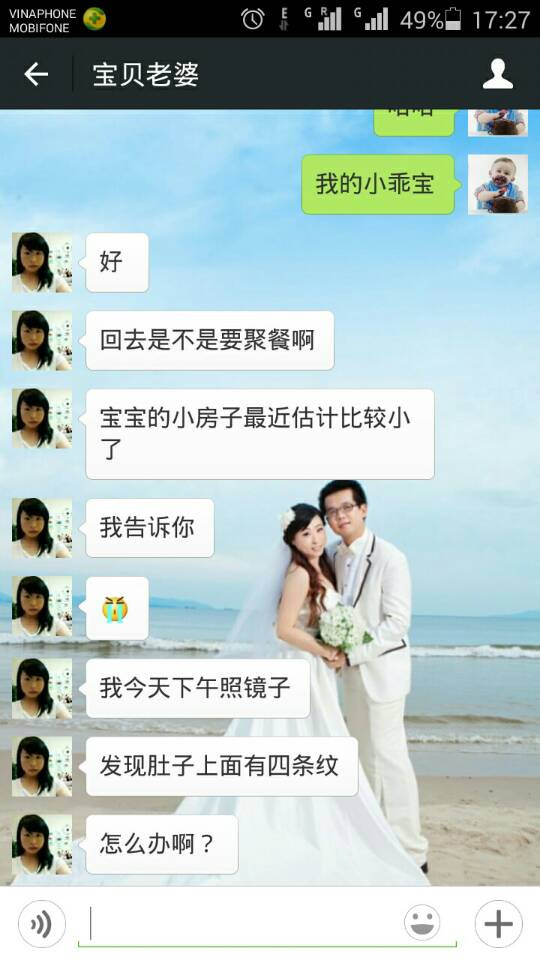 VINAPHONE
MOBIFONE
E
G
R
G
49%
17:27
宝贝老婆
我的小乖宝
好
回去是不是要聚餐啊
宝宝的小房子最近估计比较小
了
我告诉你
我今天下午照镜子
发现肚子上面有四条纹
怎么办啊？